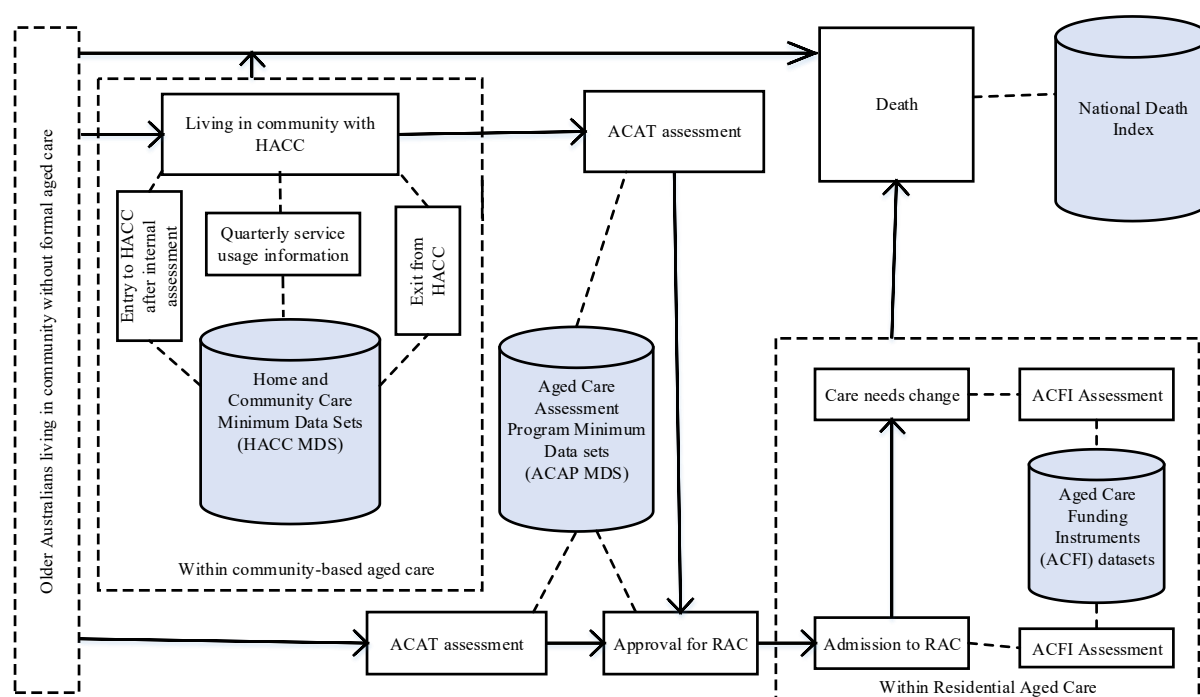 Older Australians living in community without formal aged care
Living in community with
HACC
Entry to HACC
after internal
assessment
Quarterly service
usage information
Exit from
HACC
Home and
Community Care
Minimum Data Sets
(HACC MDS)
Within community-based aged care
ACAT assessment
Aged Care
Assessment
Program Minimum
Data sets
(ACAP MDS)
ACAT assessment
Approval for RAC
Death
National Death
Index
Care needs change
ACFI Assessment
Aged Care
Funding
Instruments
(ACFI) datasets
Admission to RAC
ACFI Assessment
Within Residential Aged Care